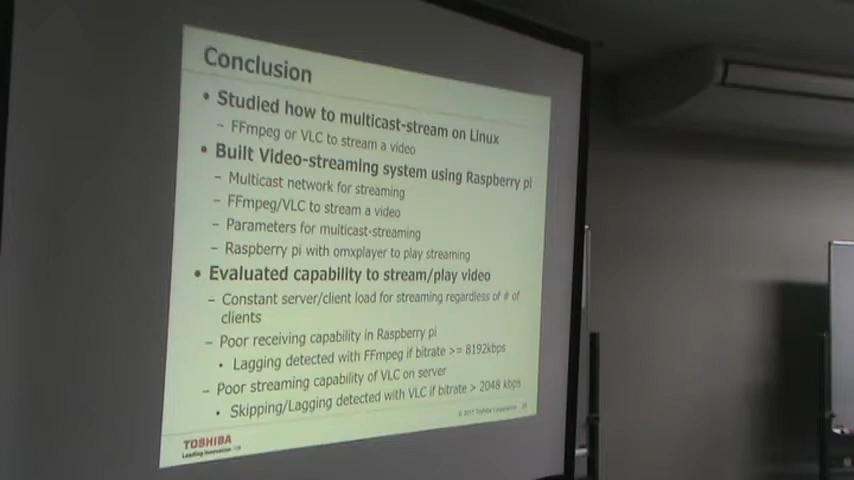 Conclusion
• Studied how to multicast-stream on Linux
– FFmpeg or VLC to stream a video
• Built Video-streaming system using Raspberry pi
– Multicast network for streaming
– FFmpeg/VLC to stream a video
– Parameters for multicast-streaming
– Raspberry pi with omxplayer to play streaming
• Evaluated capability to stream/play video
– Constant server/client load for streaming regardless of # of
clients
– Poor receiving capability in Raspberry pi
• Lagging detected with FFmpeg if bitrate >= 8192kbps
– Poor streaming capability of VLC on server
• Skipping/Lagging detected with VLC if bitrate > 2048 kbps
Toshiba Corporation
TOSHIBA
Leading Innovation